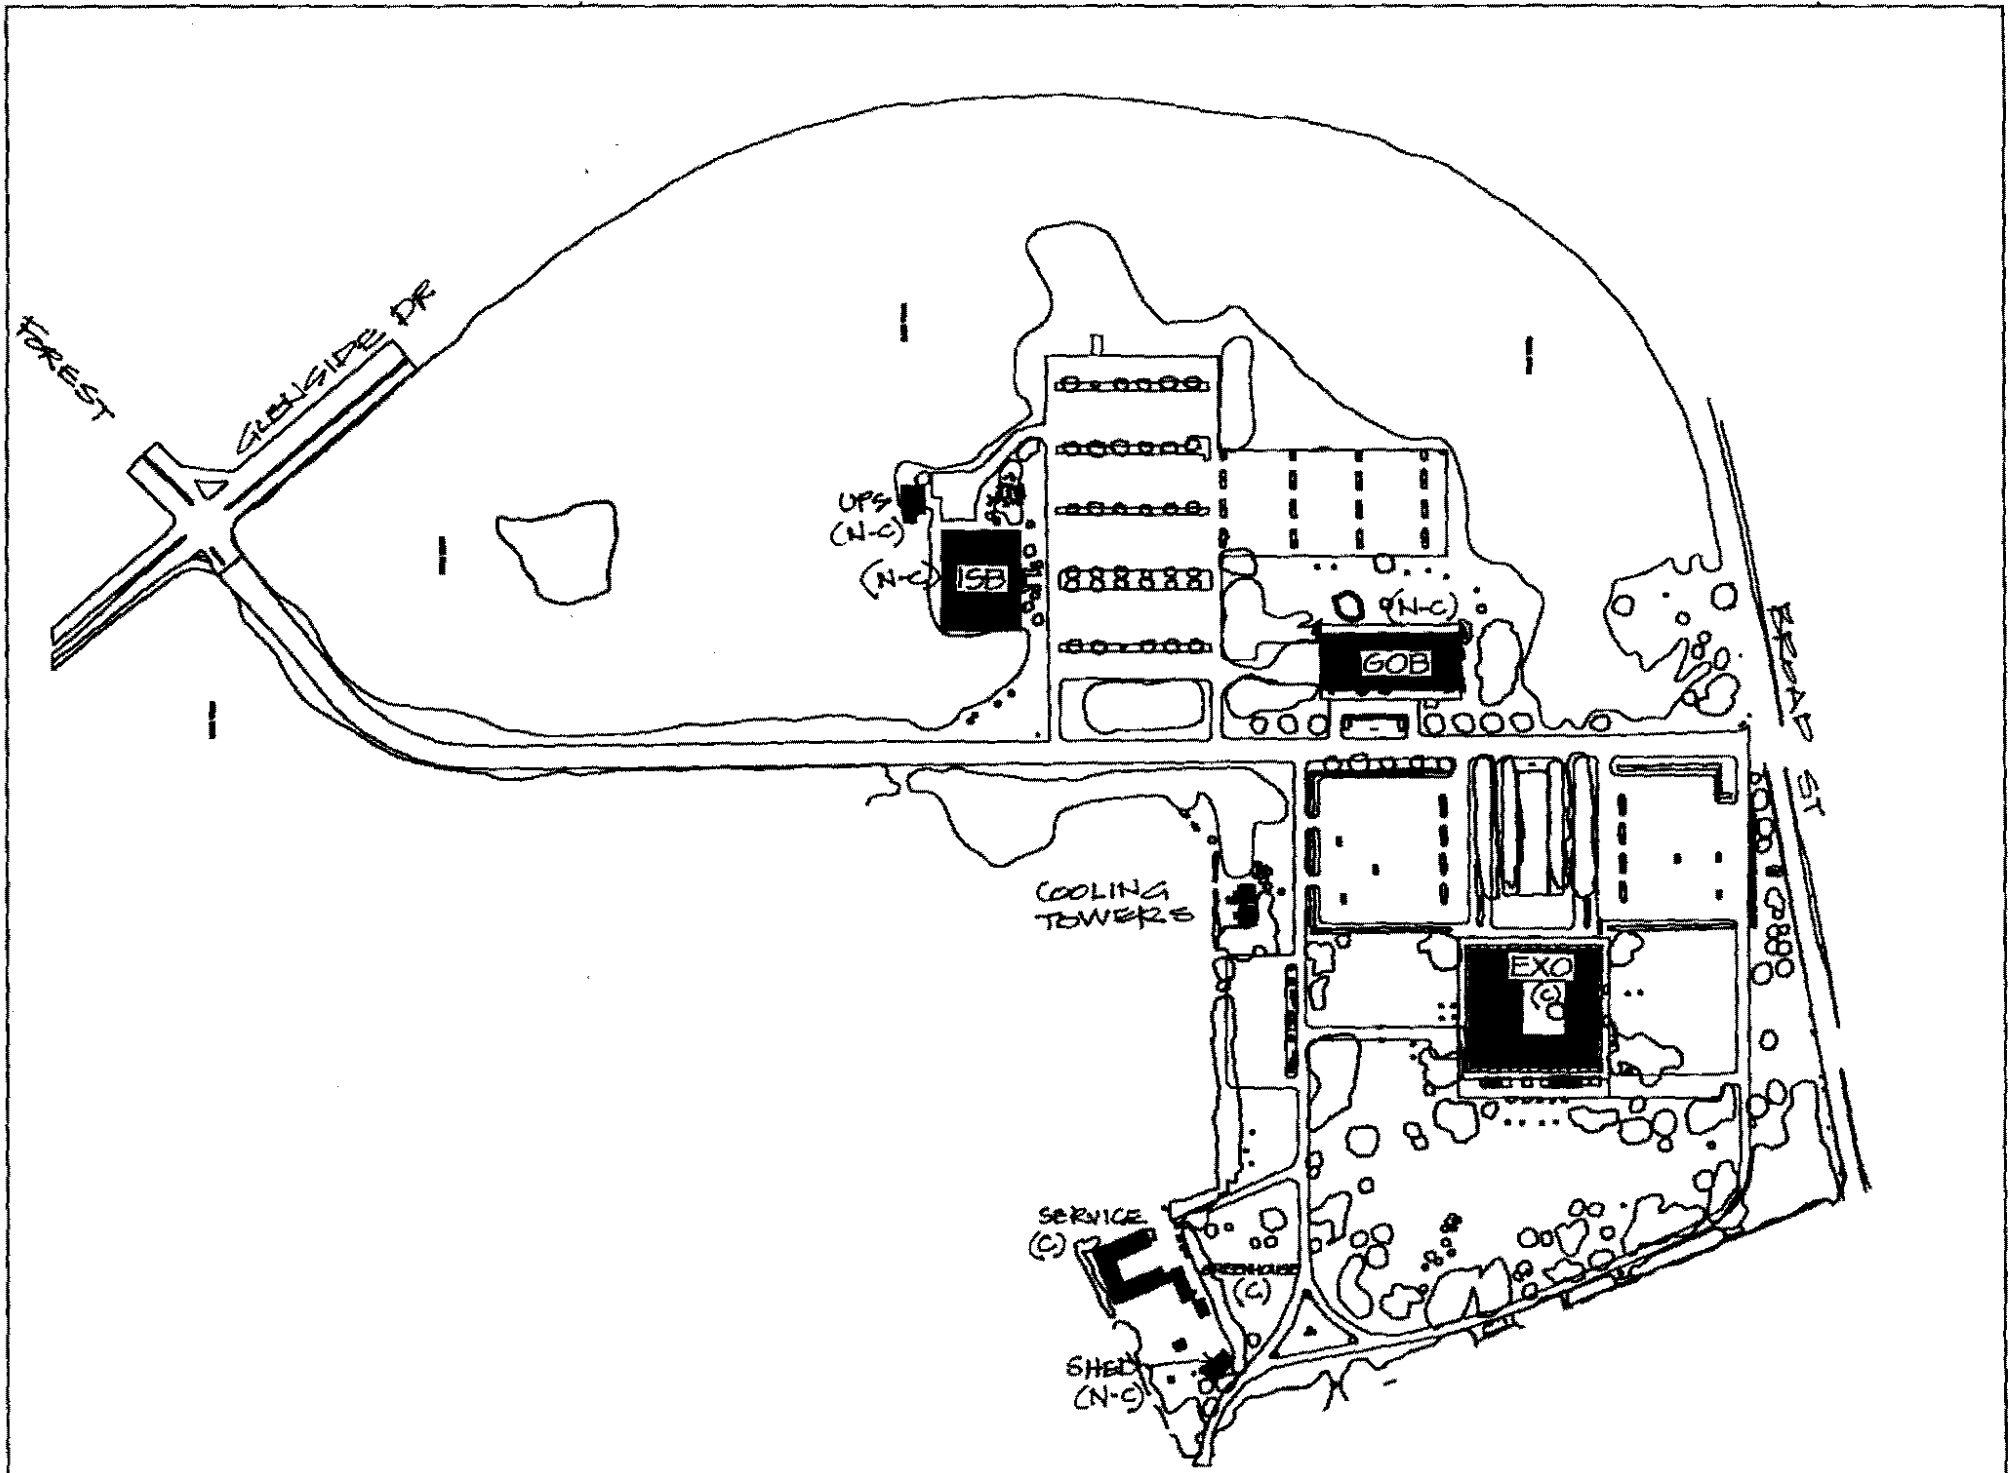 FOREST
GLENSIDE DR
UPS
(N-C)
(N-C)
ISB
(N-C)
GOB
BROAD ST
COOLING
TOWERS
EXO
(C)
SERVICE
(C)
GREENHOUSE
(C)
SHED
(N-C)